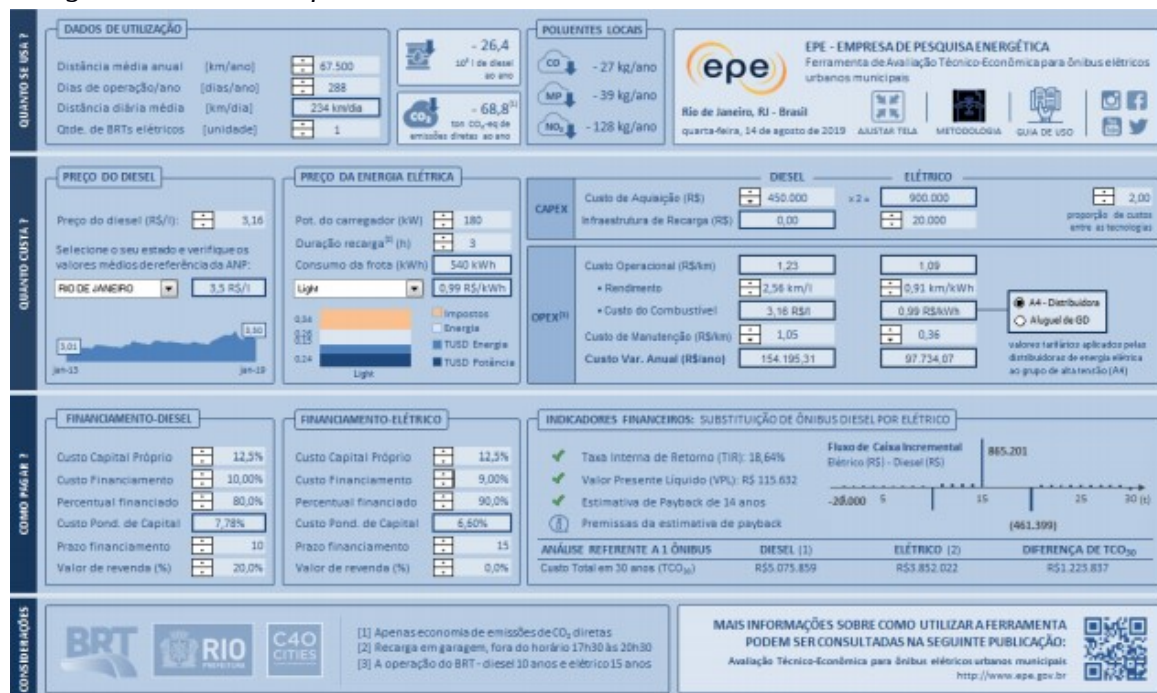 QUANTO SE USA ?
DADOS DE UTILIZAÇÃO
Distância média anual [km/ano] 67.500
Dias de operação/ano [dias/ano] 288
Distância diária média [km/dia] 234 km/dia
Qtde. de BRTs elétricos [unidade] 1
- 26,4
10³ l de diesel
ao ano
CO₂
- 68,8[1]
ton CO₂-eq de
emissões diretas ao ano
POLUENTES LOCAIS
CO - 27 kg/ano
MP - 39 kg/ano
NOₓ - 128 kg/ano
epe
EPE - EMPRESA DE PESQUISA ENERGÉTICA
Ferramenta de Avaliação Técnico-Econômica para ônibus elétricos
urbanos municipais
Rio de Janeiro, RJ - Brasil
quarta-feira, 14 de agosto de 2019
AJUSTAR TELA
METODOLOGIA
GUIA DE USO
QUANTO CUSTA ?
PREÇO DO DIESEL
Preço do diesel (R$/l): 3,16
Selecione o seu estado e verifique os
valores médios de referência da ANP:
RIO DE JANEIRO 3,5 R$/l
3,01
3,50
jan-13 jan-19
PREÇO DA ENERGIA ELÉTRICA
Pot. do carregador (kW) 180
Duração recarga[2] (h) 3
Consumo da frota (kWh) 540 kWh
Light 0,99 R$/kWh
0,34
0,26
0,15
0,24
Light
Impostos
Energia
TUSD Energia
TUSD Potência
DIESEL ELÉTRICO
CAPEX
Custo de Aquisição (R$) 450.000 x 2 = 900.000
Infraestrutura de Recarga (R$) 0,00 20.000
2,00
proporção de custos
entre as tecnologias
OPEX[3]
Custo Operacional (R$/km) 1,23 1,09
• Rendimento 2,56 km/l 0,91 km/kWh
• Custo do Combustível 3,16 R$/l 0,99 R$/kWh
Custo de Manutenção (R$/km) 1,05 0,36
Custo Var. Anual (R$/ano) 154.195,31 97.734,07
A4 - Distribuidora
Aluguel de GD
valores tarifários aplicados pelas
distribuidoras de energia elétrica
ao grupo de alta tensão (A4)
COMO PAGAR ?
FINANCIAMENTO-DIESEL
Custo Capital Próprio 12,5%
Custo Financiamento 10,00%
Percentual financiado 80,0%
Custo Pond. de Capital 7,78%
Prazo financiamento 10
Valor de revenda (%) 20,0%
FINANCIAMENTO-ELÉTRICO
Custo Capital Próprio 12,5%
Custo Financiamento 9,00%
Percentual financiado 90,0%
Custo Pond. de Capital 6,60%
Prazo financiamento 15
Valor de revenda (%) 0,0%
INDICADORES FINANCEIROS: SUBSTITUIÇÃO DE ÔNIBUS DIESEL POR ELÉTRICO
Taxa Interna de Retorno (TIR): 18,64%
Valor Presente Líquido (VPL): R$ 115.632
Estimativa de Payback de 14 anos
Premissas da estimativa de payback
Fluxo de Caixa Incremental
Elétrico (R$) - Diesel (R$)
865.201
-20.000 5 15 25 30 (t)
(461.399)
ANÁLISE REFERENTE A 1 ÔNIBUS DIESEL (1) ELÉTRICO (2) DIFERENÇA DE TCO₃₀
Custo Total em 30 anos (TCO₃₀) R$5.075.859 R$3.852.022 R$1.223.837
CONSIDERAÇÕES
BRT
RIO
PREFEITURA
C40
CITIES
[1] Apenas economia de emissões de CO₂ diretas
[2] Recarga em garagem, fora do horário 17h30 às 20h30
[3] A operação do BRT - diesel 10 anos e elétrico 15 anos
MAIS INFORMAÇÕES SOBRE COMO UTILIZAR A FERRAMENTA
PODEM SER CONSULTADAS NA SEGUINTE PUBLICAÇÃO:
Avaliação Técnico-Econômica para ônibus elétricos urbanos municipais
http://www.epe.gov.br